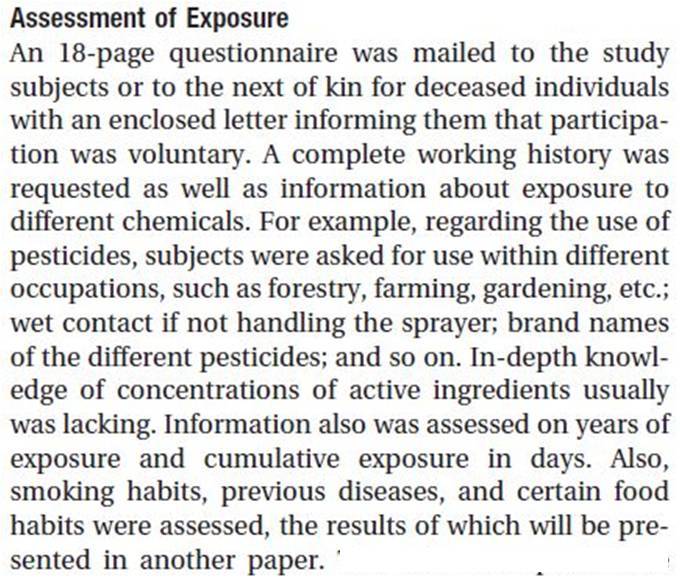 Assessment of Exposure
An 18-page questionnaire was mailed to the study
subjects or to the next of kin for deceased individuals
with an enclosed letter informing them that participa-
tion was voluntary. A complete working history was
requested as well as information about exposure to
different chemicals. For example, regarding the use of
pesticides, subjects were asked for use within different
occupations, such as forestry, farming, gardening, etc.;
wet contact if not handling the sprayer; brand names
of the different pesticides; and so on. In-depth knowl-
edge of concentrations of active ingredients usually
was lacking. Information also was assessed on years of
exposure and cumulative exposure in days. Also,
smoking habits, previous diseases, and certain food
habits were assessed, the results of which will be pre-
sented in another paper.